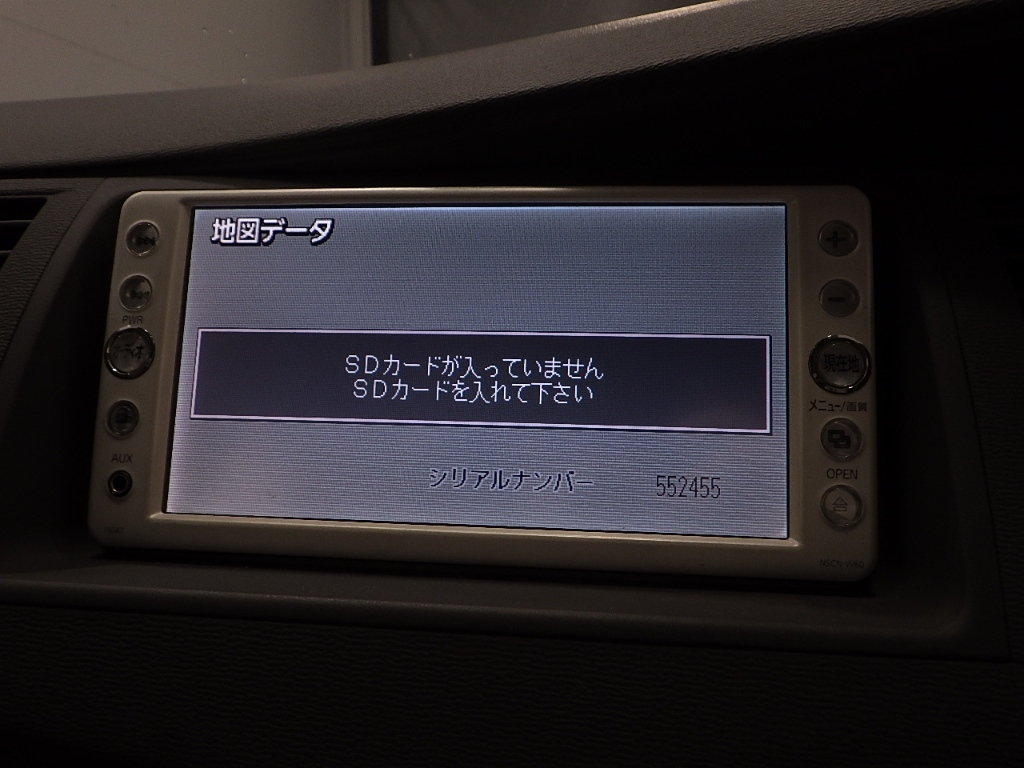 地図データ
SDカードが入っていません
SDカードを入れて下さい
シリアルナンバー 552455
PWR
AUX
現在地
メニュー/画質
OPEN
NSCN-W60